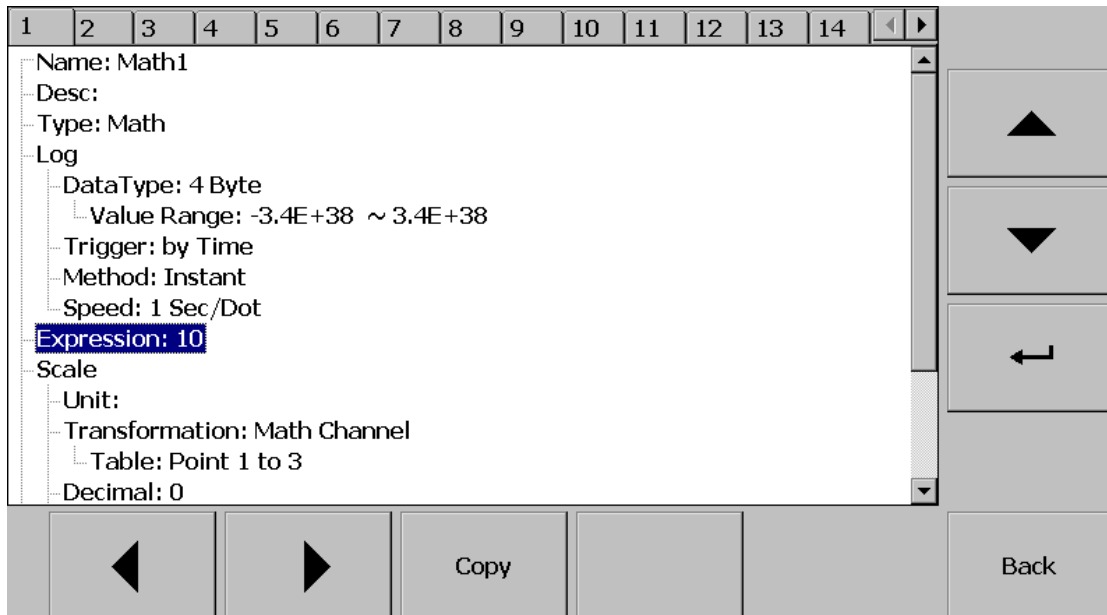 1 2 3 4 5 6 7 8 9 10 11 12 13 14
Name: Math1
Desc:
Type: Math
Log
DataType: 4 Byte
Value Range: -3.4E+38 ~ 3.4E+38
Trigger: by Time
Method: Instant
Speed: 1 Sec/Dot
Expression: 10
Scale
Unit:
Transformation: Math Channel
Table: Point 1 to 3
Decimal: 0
Copy
Back